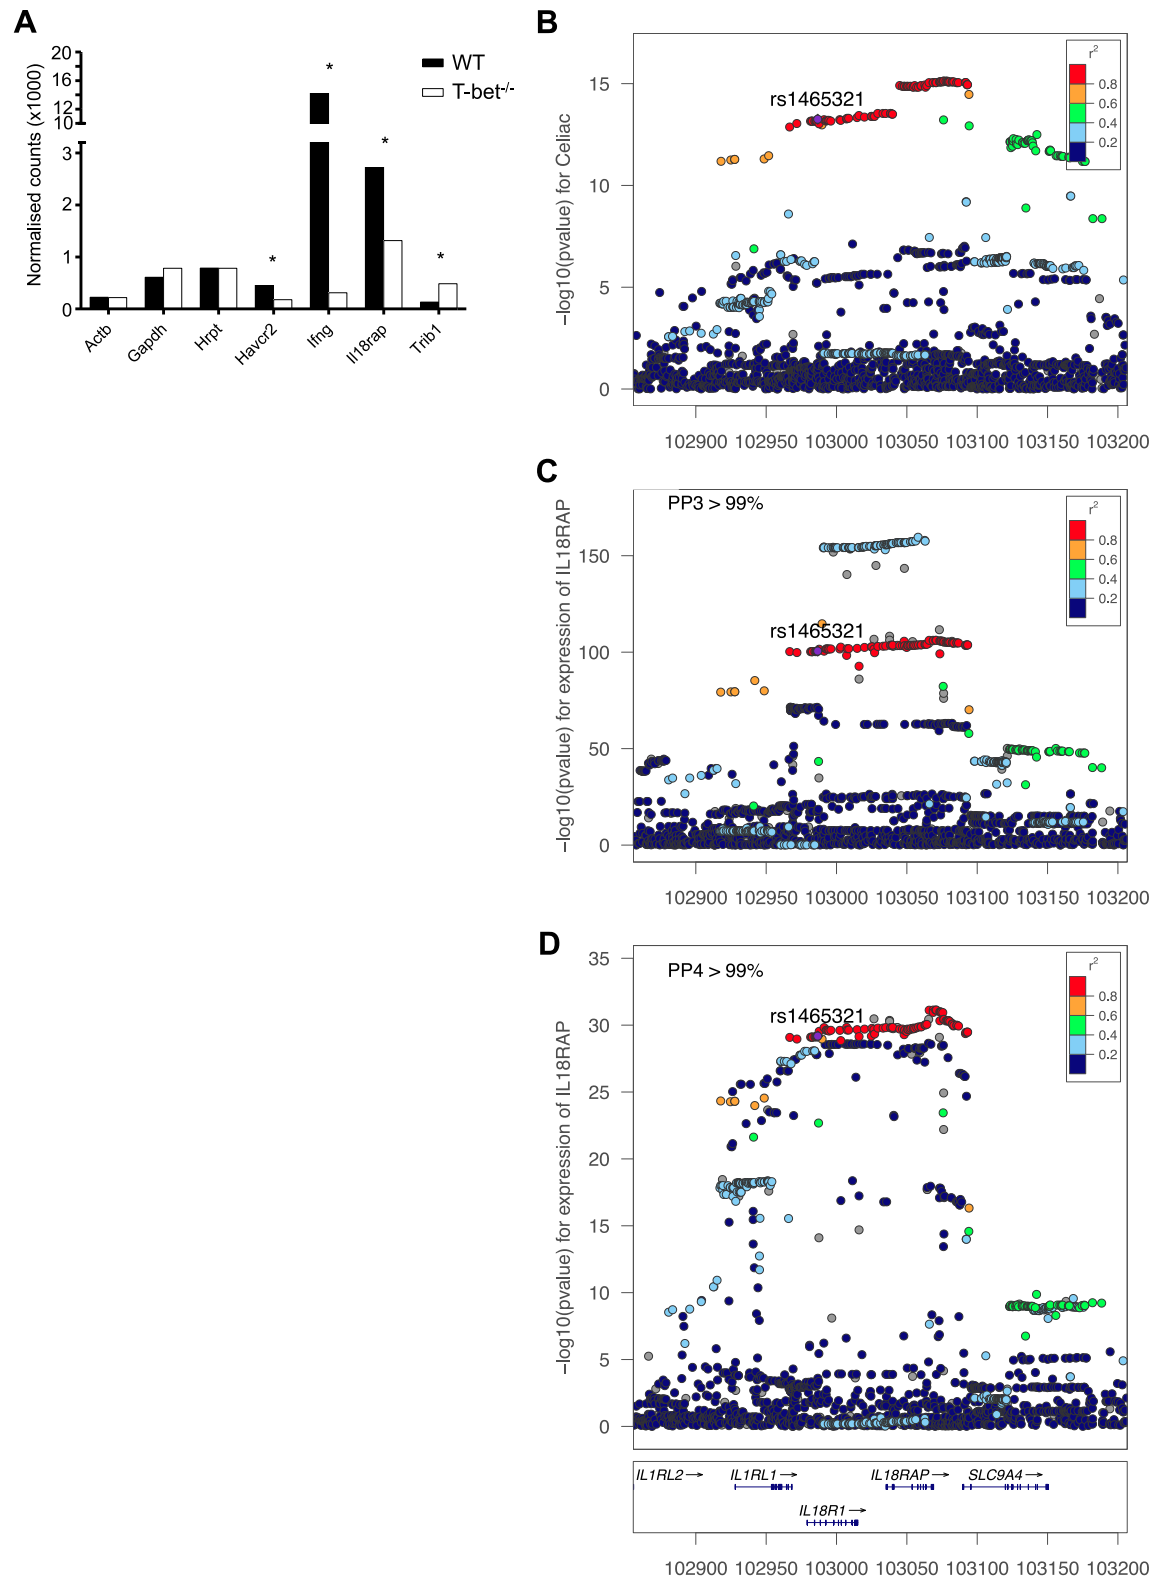 A
Normalised counts (x1000)
20
18
16
14
12
10
3
2
1
0
WT
T-bet-/-
*
*
*
*
Actb
Gapdh
Hrpt
Havcr2
Ifng
Il18rap
Trib1
B
−log10(pvalue) for Celiac
15
10
5
0
rs1465321
r2
0.8
0.6
0.4
0.2
102900 102950 103000 103050 103100 103150 103200
C
−log10(pvalue) for expression of IL18RAP
150
100
50
0
PP3 > 99%
rs1465321
r2
0.8
0.6
0.4
0.2
102900 102950 103000 103050 103100 103150 103200
D
−log10(pvalue) for expression of IL18RAP
35
30
25
20
15
10
5
0
PP4 > 99%
rs1465321
r2
0.8
0.6
0.4
0.2
IL1RL2 → IL1RL1 → IL18RAP → SLC9A4 →
IL18R1 →
102900 102950 103000 103050 103100 103150 103200